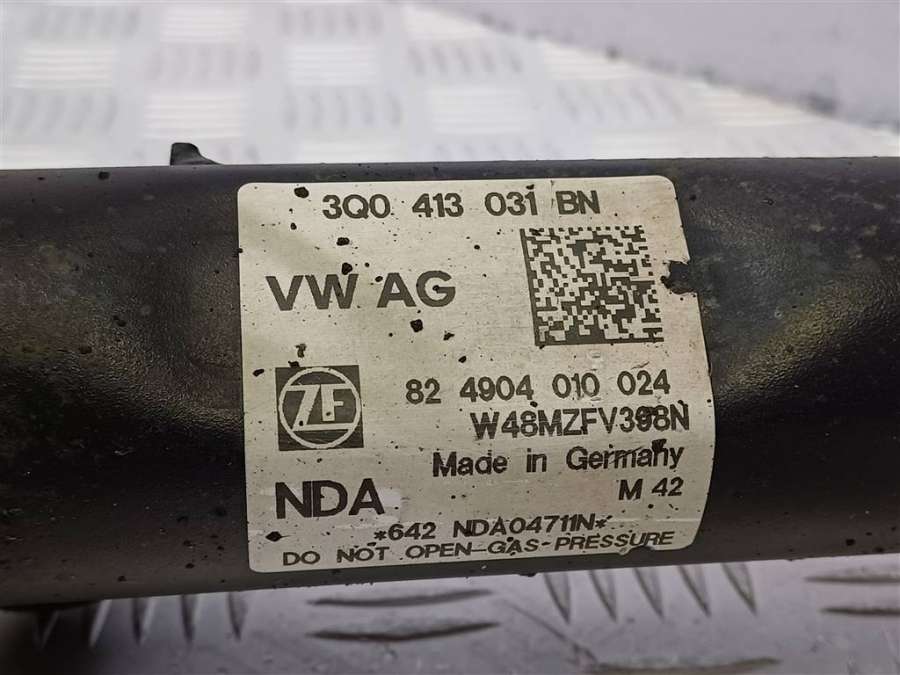 3Q0 413 031 BN
VW AG
ZF
82 4904 010 024
W48MZFV398N
Made in Germany
NDA
M 42
*642 NDA04711N*
DO NOT OPEN-GAS-PRESSURE